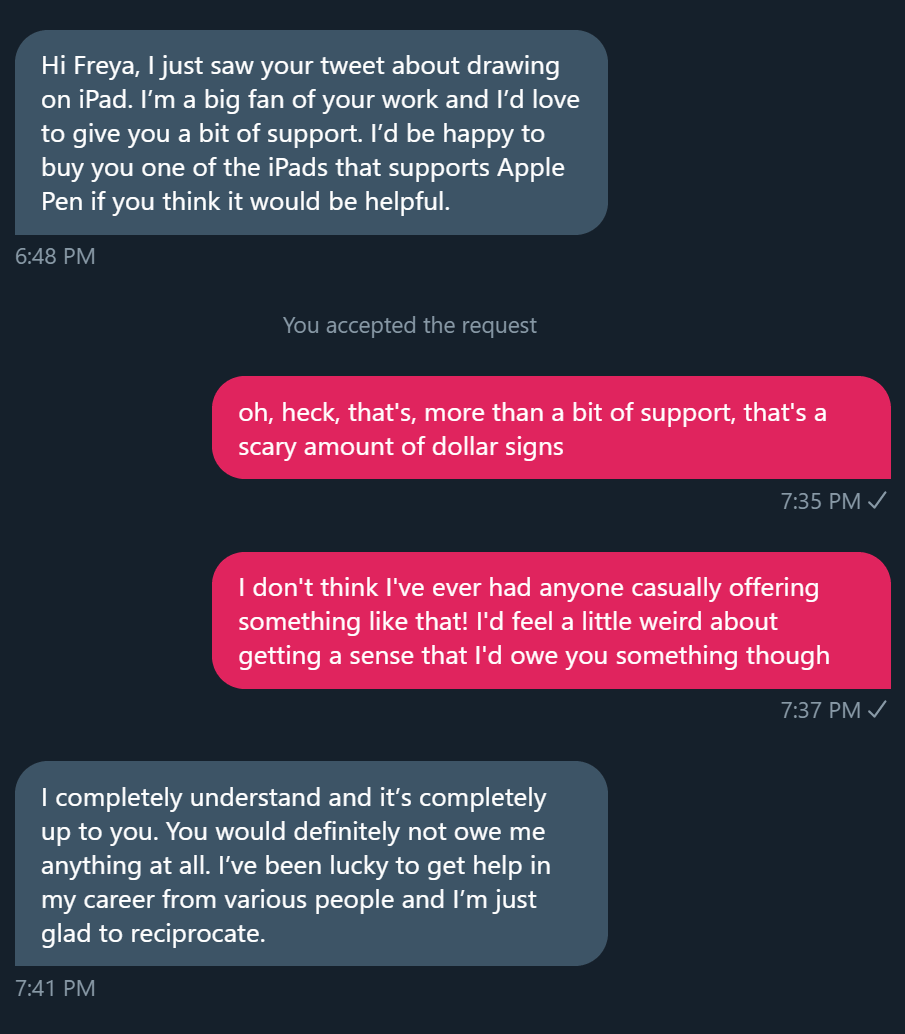 Hi Freya, I just saw your tweet about drawing
on iPad. I’m a big fan of your work and I’d love
to give you a bit of support. I’d be happy to
buy you one of the iPads that supports Apple
Pen if you think it would be helpful.
6:48 PM
You accepted the request
oh, heck, that's, more than a bit of support, that's a
scary amount of dollar signs
7:35 PM ✓
I don't think I've ever had anyone casually offering
something like that! I'd feel a little weird about
getting a sense that I'd owe you something though
7:37 PM ✓
I completely understand and it’s completely
up to you. You would definitely not owe me
anything at all. I’ve been lucky to get help in
my career from various people and I’m just
glad to reciprocate.
7:41 PM